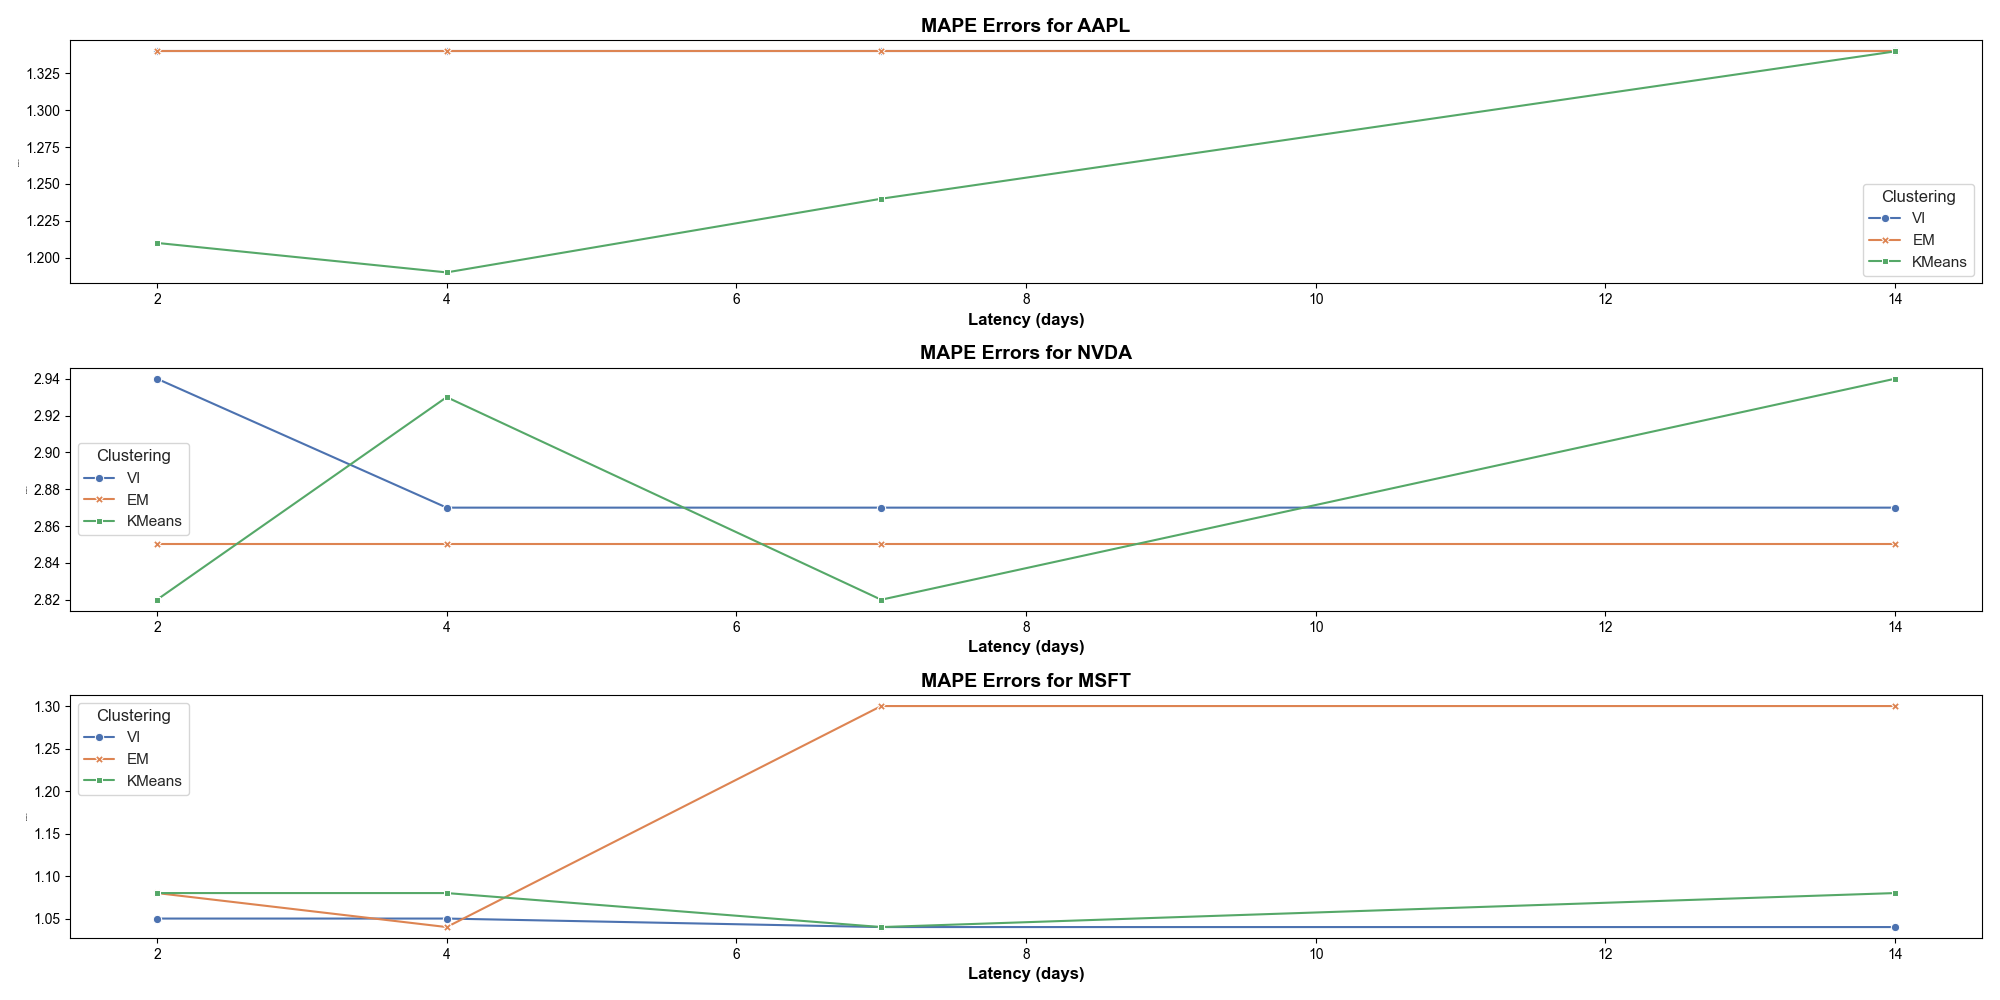 MAPE Errors for AAPL
1.325
1.300
1.275
1.250
1.225
1.200
Clustering
VI
EM
KMeans
2 4 6 8 10 12 14
Latency (days)
MAPE Errors for NVDA
2.94
2.92
2.90
2.88
2.86
2.84
2.82
Clustering
VI
EM
KMeans
2 4 6 8 10 12 14
Latency (days)
MAPE Errors for MSFT
1.30
1.25
1.20
1.15
1.10
1.05
Clustering
VI
EM
KMeans
2 4 6 8 10 12 14
Latency (days)